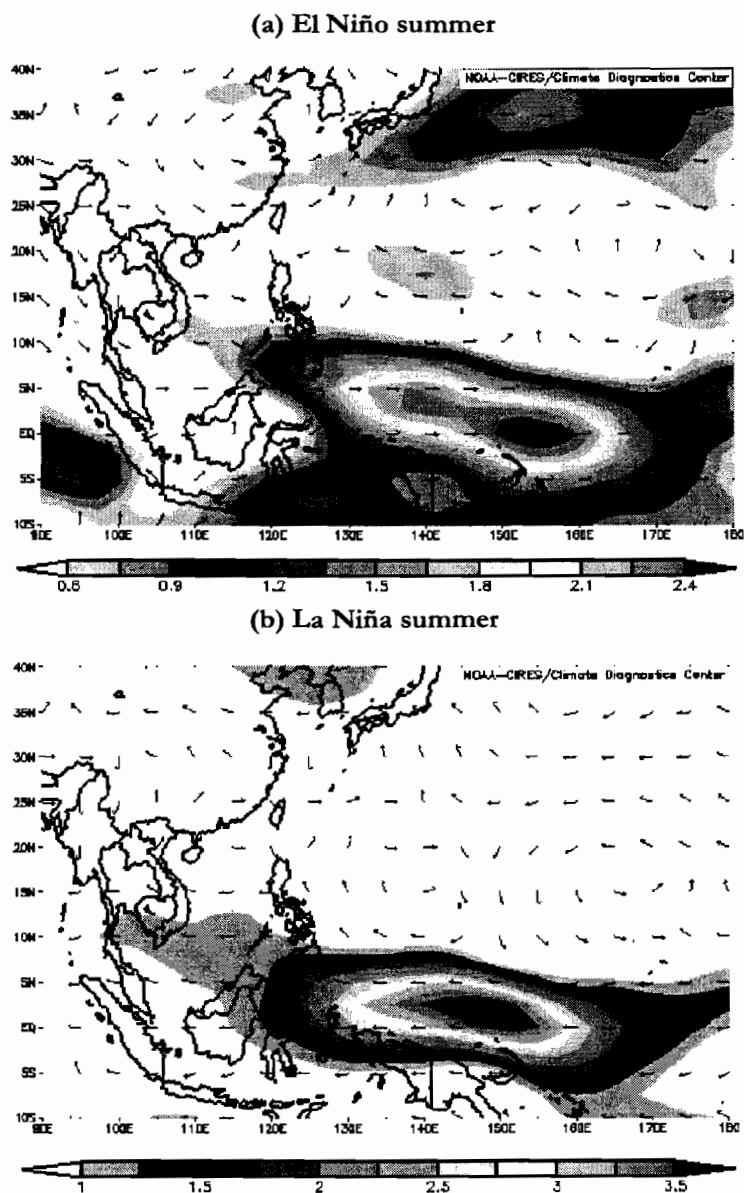 (a) El Niño summer
NOAA-CIRES/Climate Diagnostics Center
40N
35N
30N
25N
20N
15N
10N
5N
EQ
5S
10S
90E 100E 110E 120E 130E 140E 150E 160E 170E 180
0.6 0.9 1.2 1.5 1.8 2.1 2.4
(b) La Niña summer
NOAA-CIRES/Climate Diagnostics Center
40N
35N
30N
25N
20N
15N
10N
5N
EQ
5S
10S
90E 100E 110E 120E 130E 140E 150E 160E 170E 180
1 1.5 2 2.5 3 3.5